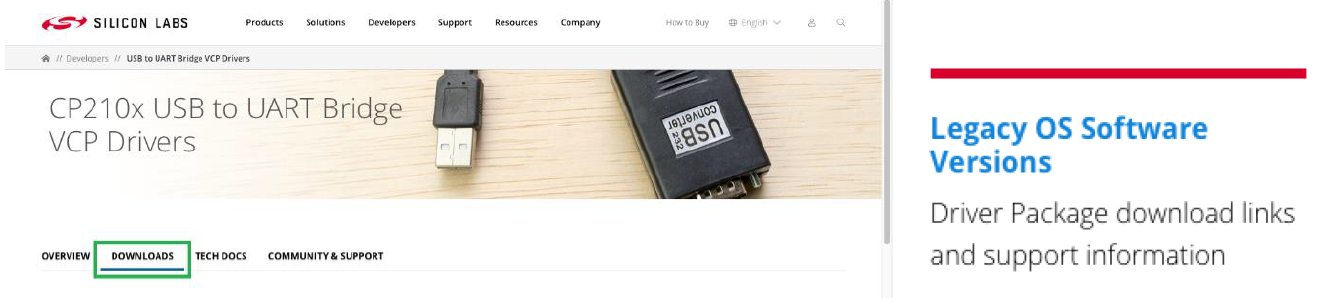 SILICON LABS
Products Solutions Developers Support Resources Company How to Buy English
// Developers // USB to UART Bridge VCP Drivers
CP210x USB to UART Bridge
VCP Drivers
USB 232
converter
OVERVIEW DOWNLOADS TECH DOCS COMMUNITY & SUPPORT
Legacy OS Software
Versions
Driver Package download links
and support information